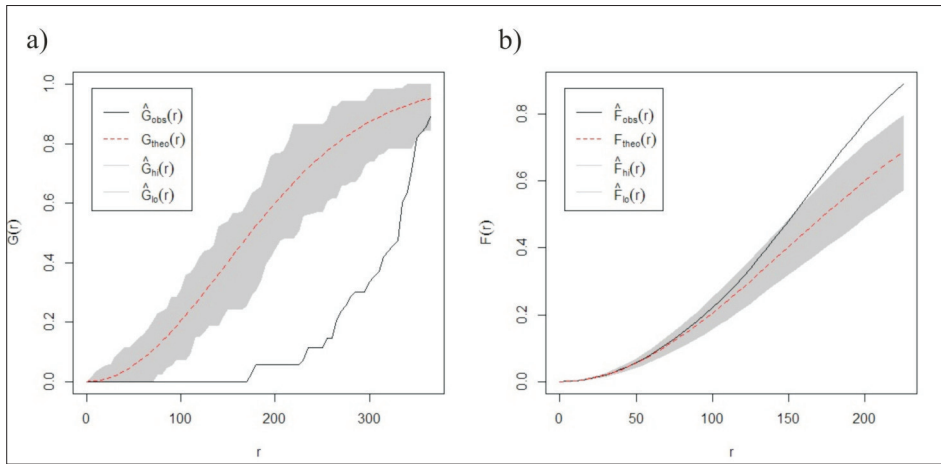 a)
Ĝobs(r)
Gtheo(r)
Ĝhi(r)
Ĝlo(r)
G(r)
1.0
0.8
0.6
0.4
0.2
0.0
0 100 200 300
r
b)
F̂obs(r)
Ftheo(r)
F̂hi(r)
F̂lo(r)
F(r)
0.8
0.6
0.4
0.2
0.0
0 50 100 150 200
r